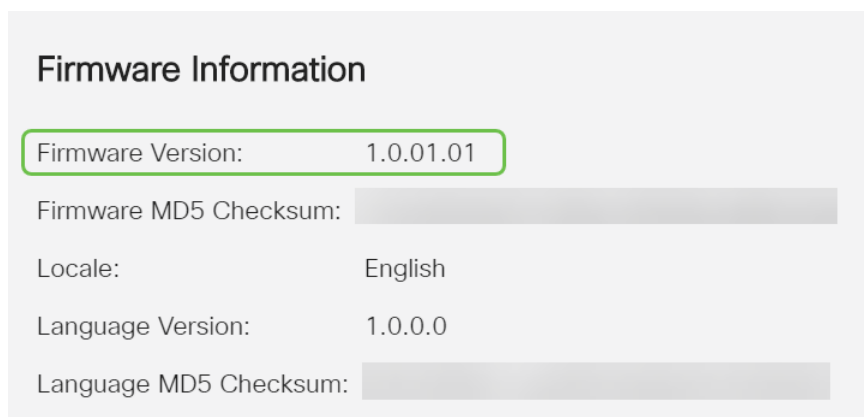 Firmware Information
Firmware Version: 1.0.01.01
Firmware MD5 Checksum:
Locale: English
Language Version: 1.0.0.0
Language MD5 Checksum: